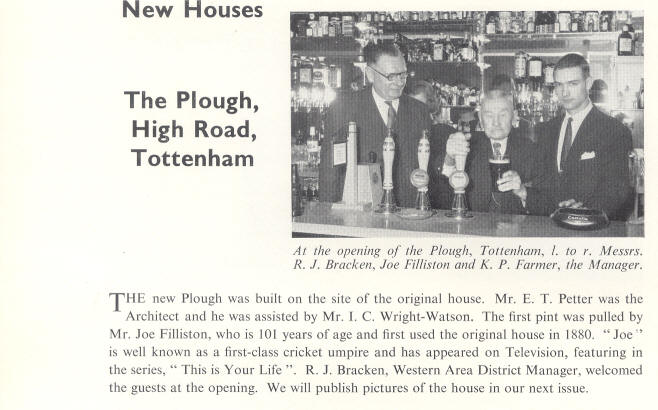 New Houses
The Plough,
High Road,
Tottenham
At the opening of the Plough, Tottenham, l. to r. Messrs.
R. J. Bracken, Joe Filliston and K. P. Farmer, the Manager.
THE new Plough was built on the site of the original house. Mr. E. T. Petter was the
Architect and he was assisted by Mr. I. C. Wright-Watson. The first pint was pulled by
Mr. Joe Filliston, who is 101 years of age and first used the original house in 1880. “ Joe ”
is well known as a first-class cricket umpire and has appeared on Television, featuring in
the series, “ This is Your Life ”. R. J. Bracken, Western Area District Manager, welcomed
the guests at the opening. We will publish pictures of the house in our next issue.